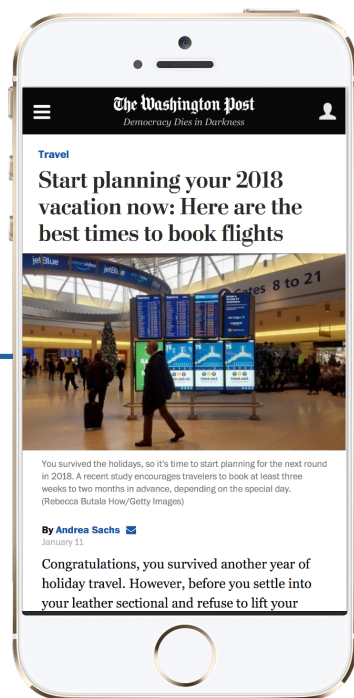 The Washington Post
Democracy Dies in Darkness
Travel
Start planning your 2018
vacation now: Here are the
best times to book flights
jetBlue
jetBlue
Gates 8 to 21
You survived the holidays, so it's time to start planning for the next round
in 2018. A recent study encourages travelers to book at least three
weeks to two months in advance, depending on the special day.
(Rebecca Butala How/Getty Images)
By Andrea Sachs
January 11
Congratulations, you survived another year of
holiday travel. However, before you settle into
your leather sectional and refuse to lift your